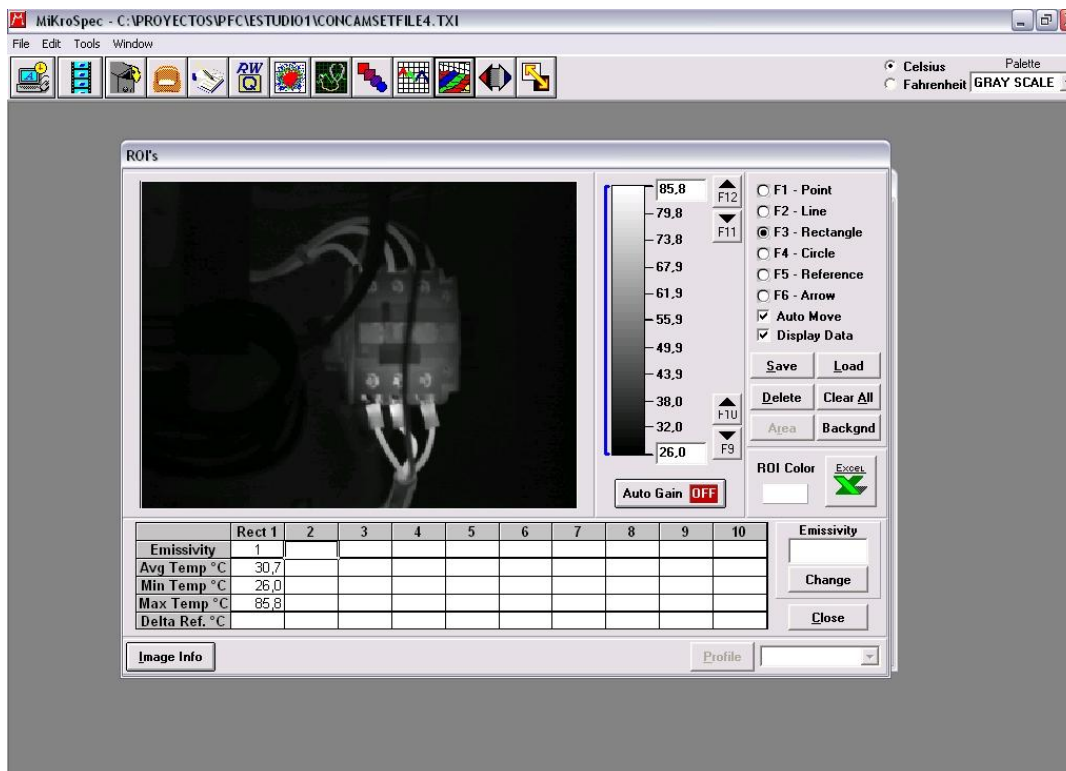 MiKroSpec - C:\PROYECTOS\PFC\ESTUDIO1\CONCAMSETFILE4.TXI
File Edit Tools Window
RW
Q
Celsius
Fahrenheit
Palette
GRAY SCALE
ROI's
85,8
79,8
73,8
67,9
61,9
55,9
49,9
43,9
38,0
32,0
26,0
F12
F11
F10
F9
Auto Gain OFF
F1 - Point
F2 - Line
F3 - Rectangle
F4 - Circle
F5 - Reference
F6 - Arrow
Auto Move
Display Data
Save Load
Delete Clear All
Area Backgnd
ROI Color
EXCEL
Rect 1 2 3 4 5 6 7 8 9 10
Emissivity 1
Avg Temp °C 30,7
Min Temp °C 26,0
Max Temp °C 85,8
Delta Ref. °C
Emissivity
Change
Close
Image Info
Profile